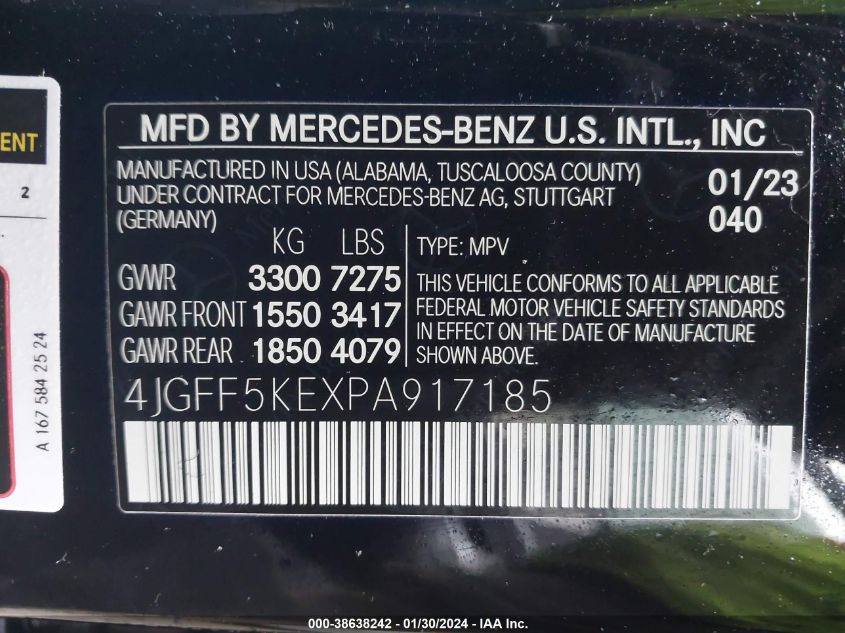 MFD BY MERCEDES-BENZ U.S. INTL., INC
MANUFACTURED IN USA (ALABAMA, TUSCALOOSA COUNTY)
UNDER CONTRACT FOR MERCEDES-BENZ AG, STUTTGART
(GERMANY)
01/23
040
KG LBS
GVWR 3300 7275
GAWR FRONT 1550 3417
GAWR REAR 1850 4079
TYPE: MPV
THIS VEHICLE CONFORMS TO ALL APPLICABLE
FEDERAL MOTOR VEHICLE SAFETY STANDARDS
IN EFFECT ON THE DATE OF MANUFACTURE
SHOWN ABOVE.
4JGFF5KEXPA917185
ENT
2
A 167 584 25 24
000-38638242 - 01/30/2024 - IAA Inc.